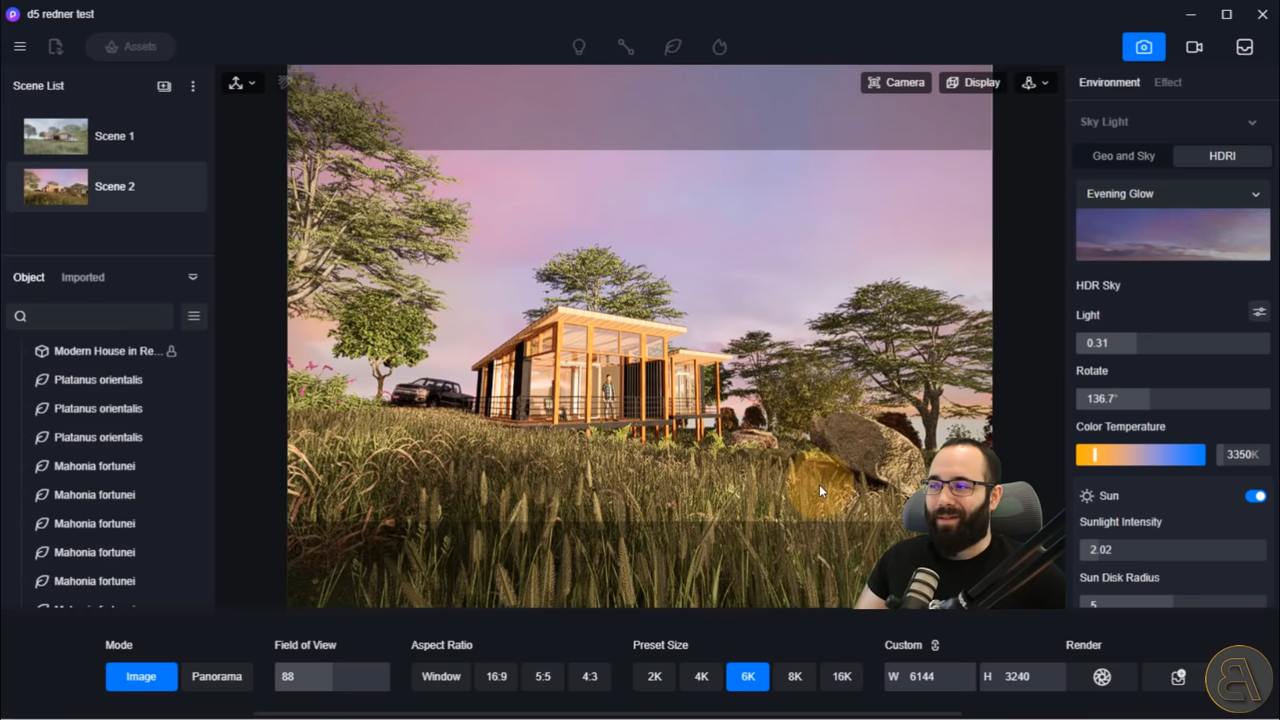 d5 redner test
Assets
Scene List
Camera
Display
Environment
Effect
Scene 1
Scene 2
Sky Light
Geo and Sky
HDRI
Evening Glow
Object
Imported
HDR Sky
Light
0.31
Rotate
136.7°
Color Temperature
3350K
Sun
Sunlight Intensity
2.02
Sun Disk Radius
5
Modern House in Re...
Platanus orientalis
Platanus orientalis
Platanus orientalis
Mahonia fortunei
Mahonia fortunei
Mahonia fortunei
Mahonia fortunei
Mahonia fortunei
Mode
Field of View
Aspect Ratio
Preset Size
Custom
Render
Image
Panorama
88
Window
16:9
5:5
4:3
2K
4K
6K
8K
16K
W 6144
H 3240